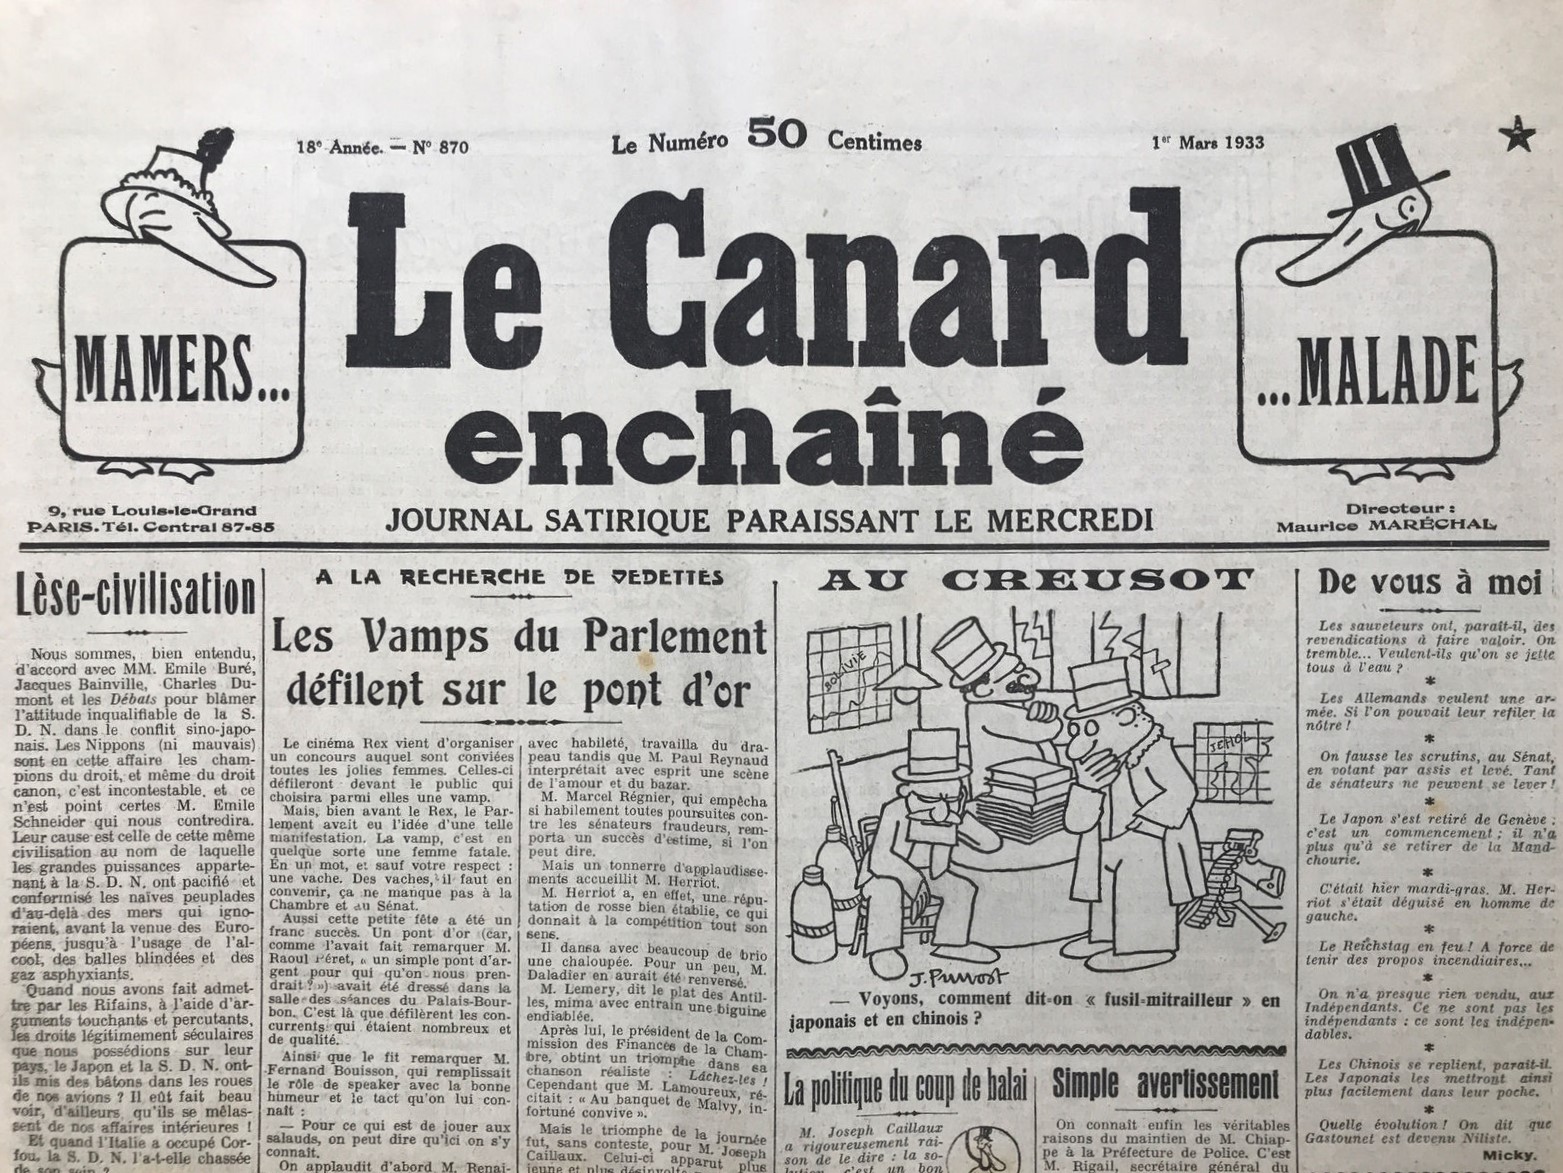 18e Année. — N° 870
Le Numéro 50 Centimes
1er Mars 1933
MAMERS...
Le Canard
enchaîné
...MALADE
9, rue Louis-le-Grand
PARIS. Tél. Central 87-85
JOURNAL SATIRIQUE PARAISSANT LE MERCREDI
Directeur :
Maurice MARÉCHAL
Lèse-civilisation
Nous sommes, bien entendu,
d'accord avec MM. Emile Buré,
Jacques Bainville, Charles Du-
mont et les Débats pour blâmer
l'attitude inqualifiable de la S.
D. N. dans le conflit sino-japo-
nais. Les Nippons (ni mauvais)
sont en cette affaire les cham-
pions du droit, et même du droit
canon, c'est incontestable, et ce
n'est point certes M. Emile
Schneider qui nous contredira.
Leur cause est celle de cette même
civilisation au nom de laquelle
les grandes puissances apparte-
nant à la S. D. N. ont pacifié et
conformisé les naïves peuplades
d'au-delà des mers qui igno-
raient, avant la venue des Euro-
péens, jusqu'à l'usage de l'al-
cool, des balles blindées et des
gaz asphyxiants.
Quand nous avons fait admet-
tre par les Rifains, à l'aide d'ar-
guments touchants et percutants,
les droits légitimement séculaires
que nous possédions sur leur
pays, le Japon et la S. D. N. ont-
ils mis des bâtons dans les roues
de nos avions ? Il eût fait beau
voir, d'ailleurs, qu'ils se mêlas-
sent de nos affaires intérieures !
Et quand l'Italie a occupé Cor-
fou, la S. D. N. l'a-t-elle chassée
de son sein ?
A LA RECHERCHE DE VEDETTES
Les Vamps du Parlement
défilent sur le pont d'or
Le cinéma Rex vient d'organiser
un concours auquel sont conviées
toutes les jolies femmes. Celles-ci
défileront devant le public qui
choisira parmi elles une vamp.
Mais, bien avant le Rex, le Par-
lement avait eu l'idée d'une telle
manifestation. La vamp, c'est en
quelque sorte une femme fatale.
En un mot, et sauf votre respect :
une vache. Des vaches, il faut en
convenir, ça ne manque pas à la
Chambre et au Sénat.
Aussi cette petite fête a été un
franc succès. Un pont d'or (car,
comme l'avait fait remarquer M.
Raoul Péret, « un simple pont d'ar-
gent pour qui qu'on nous pren-
drait ? ») avait été dressé dans la
salle des séances du Palais-Bour-
bon. C'est là que défilèrent les con-
currents qui étaient nombreux et
de qualité.
Ainsi que le fit remarquer M.
Fernand Bouisson, qui remplissait
le rôle de speaker avec la bonne
humeur et le tact qu'on lui con-
naît :
— Pour ce qui est de jouer aux
salauds, on peut dire qu'ici on s'y
connaît.
On applaudit d'abord M. Renai-
avec habileté, travailla du dra-
peau tandis que M. Paul Reynaud
interprétait avec esprit une scène
de l'amour et du bazar.
M. Marcel Régnier, qui empêcha
si habilement toutes poursuites con-
tre les sénateurs fraudeurs, rem-
porta un succès d'estime, si l'on
peut dire.
Mais un tonnerre d'applaudisse-
ments accueillit M. Herriot.
M. Herriot a, en effet, une répu-
tation de rosse bien établie, ce qui
donnait à la compétition tout son
sens.
Il dansa avec beaucoup de brio
une chaloupée. Pour un peu, M.
Daladier en aurait été renversé.
M. Lemery, dit le plat des Antil-
les, mima avec entrain une biguine
endiablée.
Après lui, le président de la Com-
mission des Finances de la Cham-
bre, obtint un triomphe dans sa
chanson réaliste : Lâchez-les !
Cependant que M. Lamoureux, ré-
citait : « Au banquet de Malvy, in-
fortuné convive ».
Mais le triomphe de la journée
fut, sans conteste, pour M. Joseph
Caillaux. Celui-ci apparut plus
jeune et plus désinvolte
AU CREUSOT
BOLIVIE
JEHOL
J. Pruvost
— Voyons, comment dit-on « fusil-mitrailleur » en
japonais et en chinois ?
La politique du coup de balai
M. Joseph Caillaux
a rigoureusement rai-
son de le dire : la so-
lution, c'est un bon
Simple avertissement
On connaît enfin les véritables
raisons du maintien de M. Chiap-
pe à la Préfecture de Police. C'est
M. Rigail, secrétaire général du
De vous à moi
Les sauveteurs ont, paraît-il, des
revendications à faire valoir. On
tremble... Veulent-ils qu'on se jette
tous à l'eau ?
*
Les Allemands veulent une ar-
mée. Si l'on pouvait leur refiler la
nôtre !
*
On fausse les scrutins, au Sénat,
en votant par assis et levé. Tant
de sénateurs ne peuvent se lever !
*
Le Japon s'est retiré de Genève ;
c'est un commencement ; il n'a
plus qu'à se retirer de la Mand-
chourie.
*
C'était hier mardi-gras. M. Her-
riot s'était déguisé en homme de
gauche.
*
Le Reichstag en feu ! A force de
tenir des propos incendiaires...
*
On n'a presque rien vendu, aux
Indépendants. Ce ne sont pas les
indépendants : ce sont les indépen-
dables.
*
Les Chinois se replient, paraît-il.
Les Japonais les mettront ainsi
plus facilement dans leur poche.
*
Quelle évolution ! On dit que
Gastounet est devenu Niliste.
Micky.